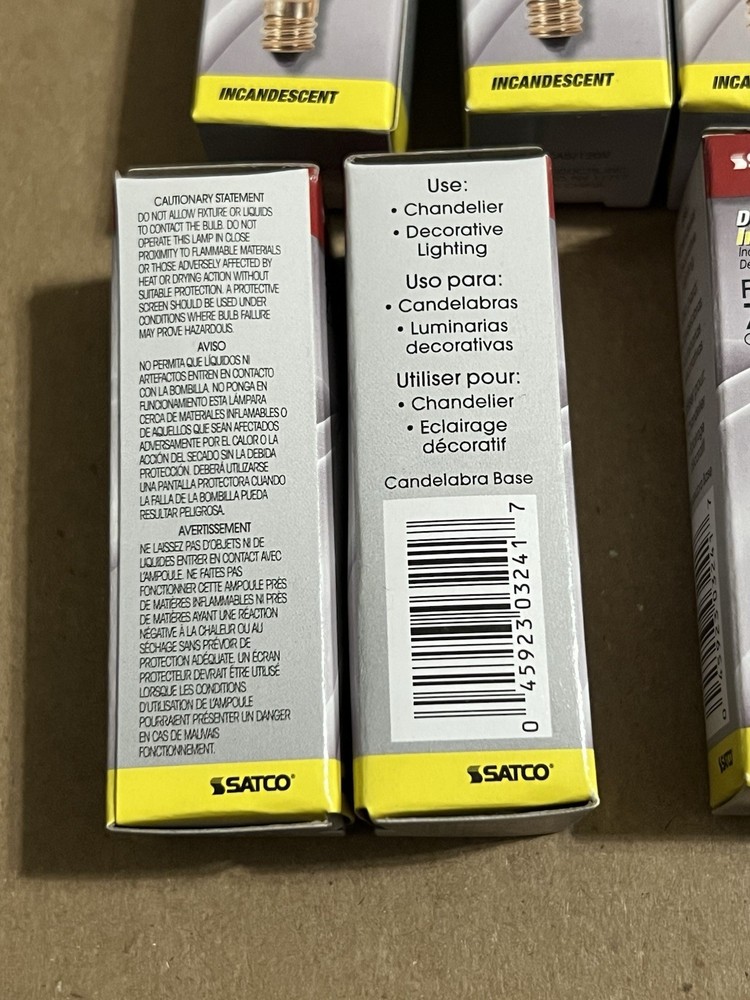 INCANDESCENT
INCANDESCENT
INCA
CAUTIONARY STATEMENT
DO NOT ALLOW FIXTURE OR LIQUIDS
TO CONTACT THE BULB. DO NOT
OPERATE THIS LAMP IN CLOSE
PROXIMITY TO FLAMMABLE MATERIALS
OR THOSE ADVERSELY AFFECTED BY
HEAT OR DRYING ACTION WITHOUT
SUITABLE PROTECTION. A PROTECTIVE
SCREEN SHOULD BE USED UNDER
CONDITIONS WHERE BULB FAILURE
MAY PROVE HAZARDOUS.
AVISO
NO PERMITA QUE LÍQUIDOS NI
ARTEFACTOS ENTREN EN CONTACTO
CON LA BOMBILLA. NO PONGA EN
FUNCIONAMIENTO ESTA LÁMPARA
CERCA DE MATERIALES INFLAMABLES O
DE AQUELLOS QUE SEAN AFECTADOS
ADVERSAMENTE POR EL CALOR O LA
ACCIÓN DEL SECADO SIN LA DEBIDA
PROTECCIÓN. DEBERÁ UTILIZARSE
UNA PANTALLA PROTECTORA CUANDO
LA FALLA DE LA BOMBILLA PUEDA
RESULTAR PELIGROSA.
AVERTISSEMENT
NE LAISSEZ PAS D'OBJETS NI DE
LIQUIDES ENTRER EN CONTACT AVEC
L'AMPOULE. NE FAITES PAS
FONCTIONNER CETTE AMPOULE PRÈS
DE MATIÈRES INFLAMMABLES NI PRÈS
DE MATIÈRES AYANT UNE RÉACTION
NÉGATIVE À LA CHALEUR OU AU
SÉCHAGE SANS PRÉVOIR DE
PROTECTION ADÉQUATE. UN ÉCRAN
PROTECTEUR DEVRAIT ÊTRE UTILISÉ
LORSQUE LES CONDITIONS
D'UTILISATION DE L'AMPOULE
POURRAIENT PRÉSENTER UN DANGER
EN CAS DE MAUVAIS
FONCTIONNEMENT.
SATCO®
Use:
• Chandelier
• Decorative
Lighting
Uso para:
• Candelabras
• Luminarias
decorativas
Utiliser pour:
• Chandelier
• Eclairage
décoratif
Candelabra Base
0 45923 03241 7
SATCO®
0 45923 03241 7